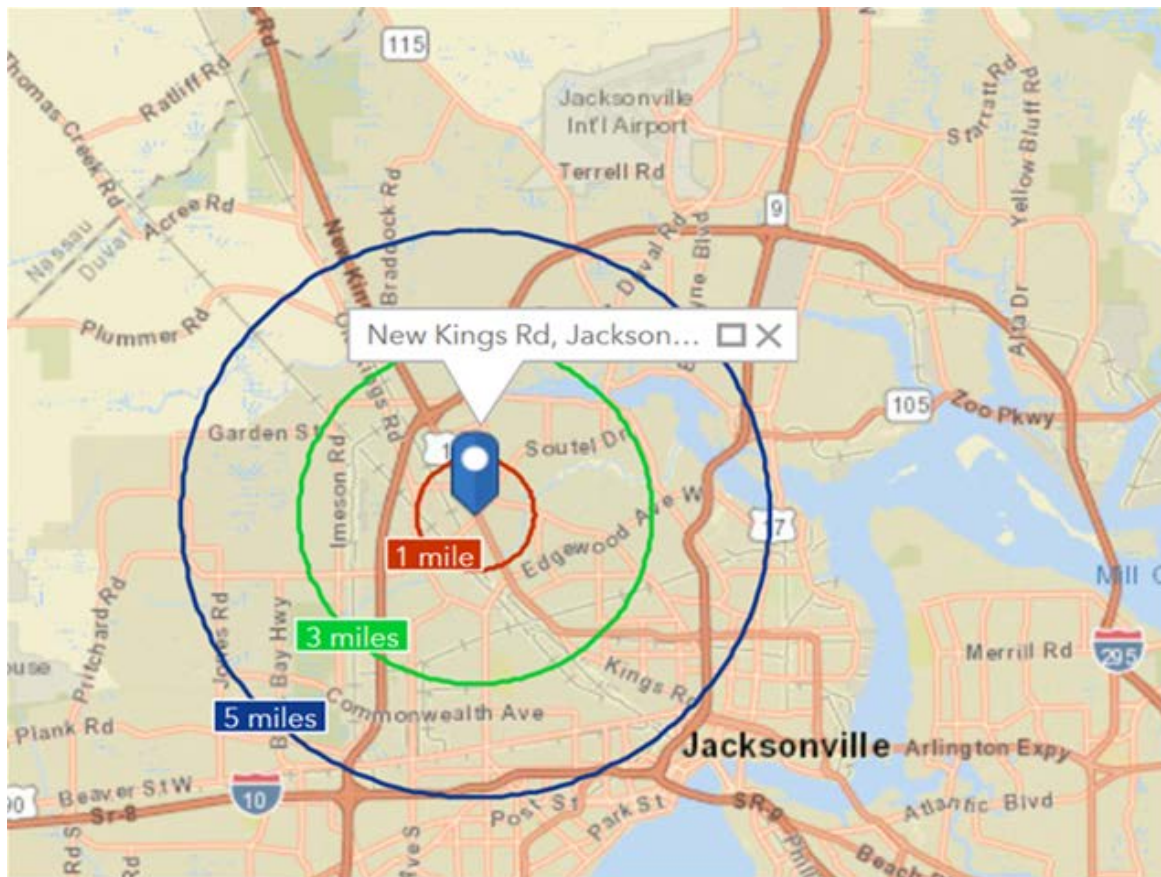 115
Ratliff Rd
Thomas Creek Rd
Jacksonville
Int'l Airport
Terrell Rd
Strartt Rd
Yellow Bluff Rd
Acree Rd
Braddock Rd
9
Nassau
Duval
Duval Rd
Plummer Rd
New Kings Rd, Jackson...
Alta Dr
105
Zoo Pkwy
Garden St
Soutel Dr
Imeson Rd
Edgewood Ave W
17
1 mile
Pritchard Rd
Jones Rd
3 miles
Merrill Rd
295
Kings Rd
5 miles
Commonwealth Ave
Plank Rd
Jacksonville
Arlington Expy
Beaver St W
10
90
Sr-8
Post St
Park St
SR-9
Atlantic Blvd